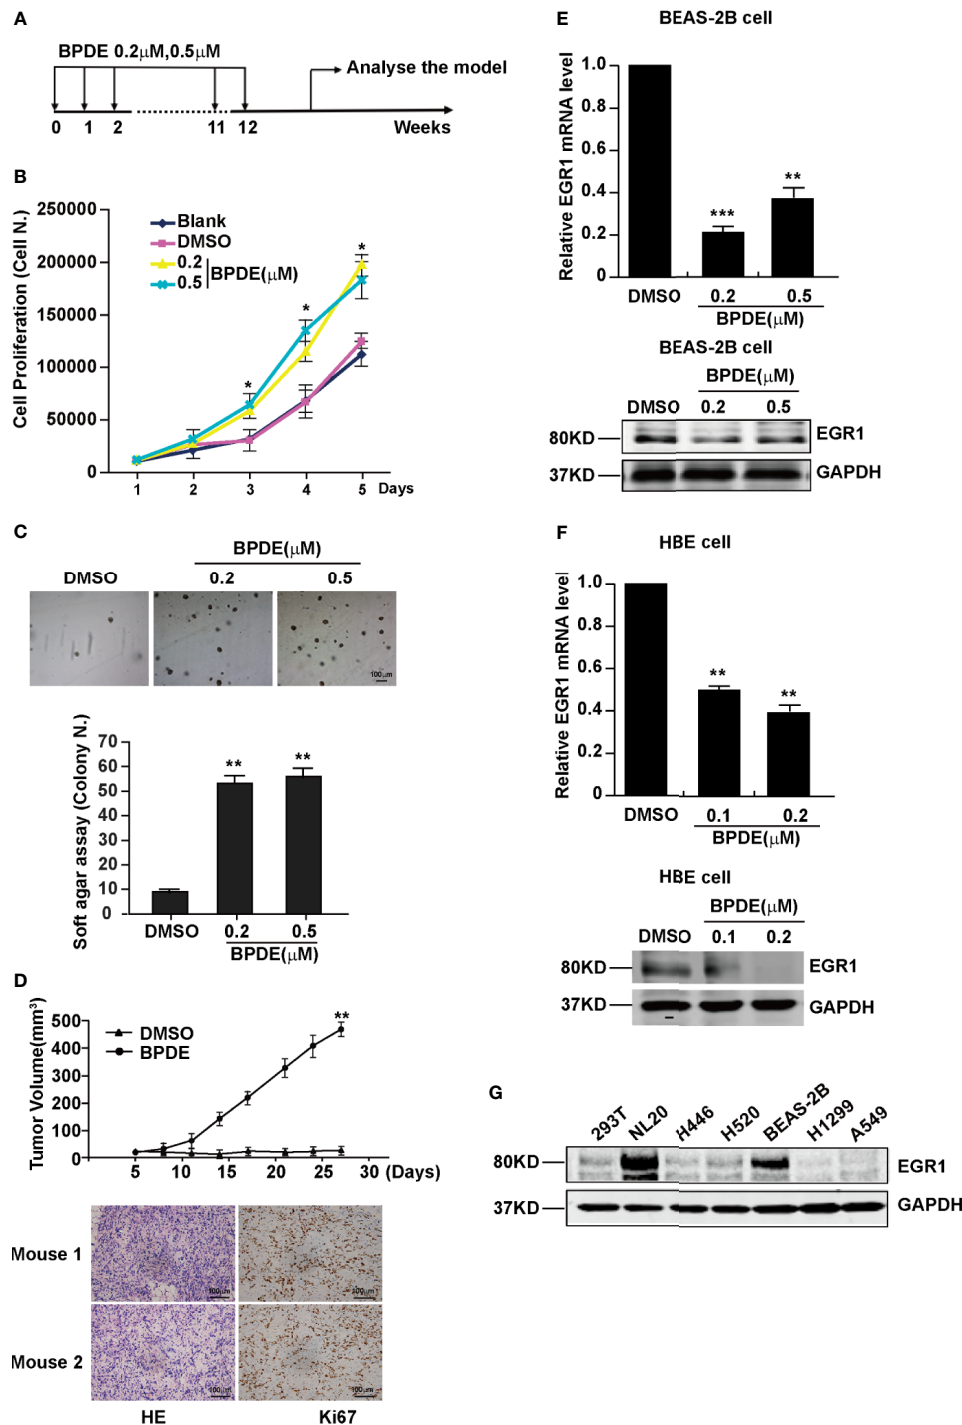 A
BPDE 0.2μM,0.5μM
Analyse the model
0 1 2 11 12 Weeks
B
Cell Proliferation (Cell N.)
250000
200000
150000
100000
50000
0
Blank
DMSO
0.2
0.5
BPDE(μM)
* * *
1 2 3 4 5 Days
C
BPDE(μM)
DMSO 0.2 0.5
100μm
Soft agar assay (Colony N.)
70
60
50
40
30
20
10
0
** **
DMSO 0.2 0.5
BPDE(μM)
D
Tumor Volume(mm³)
500
400
300
200
100
0
DMSO
BPDE
**
5 10 15 20 25 30 (Days)
Mouse 1
100μm 100μm
Mouse 2
100μm 100μm
HE Ki67
E
BEAS-2B cell
Relative EGR1 mRNA level
1.0
0.8
0.6
0.4
0.2
0
*** **
DMSO 0.2 0.5
BPDE(μM)
BEAS-2B cell
BPDE(μM)
DMSO 0.2 0.5
80KD EGR1
37KD GAPDH
F
HBE cell
Relative EGR1 mRNA level
1.0
0.8
0.6
0.4
0.2
0
** **
DMSO 0.1 0.2
BPDE(μM)
HBE cell
BPDE(μM)
DMSO 0.1 0.2
80KD EGR1
37KD GAPDH
G
293T NL20 H446 H520 BEAS-2B H1299 A549
80KD EGR1
37KD GAPDH